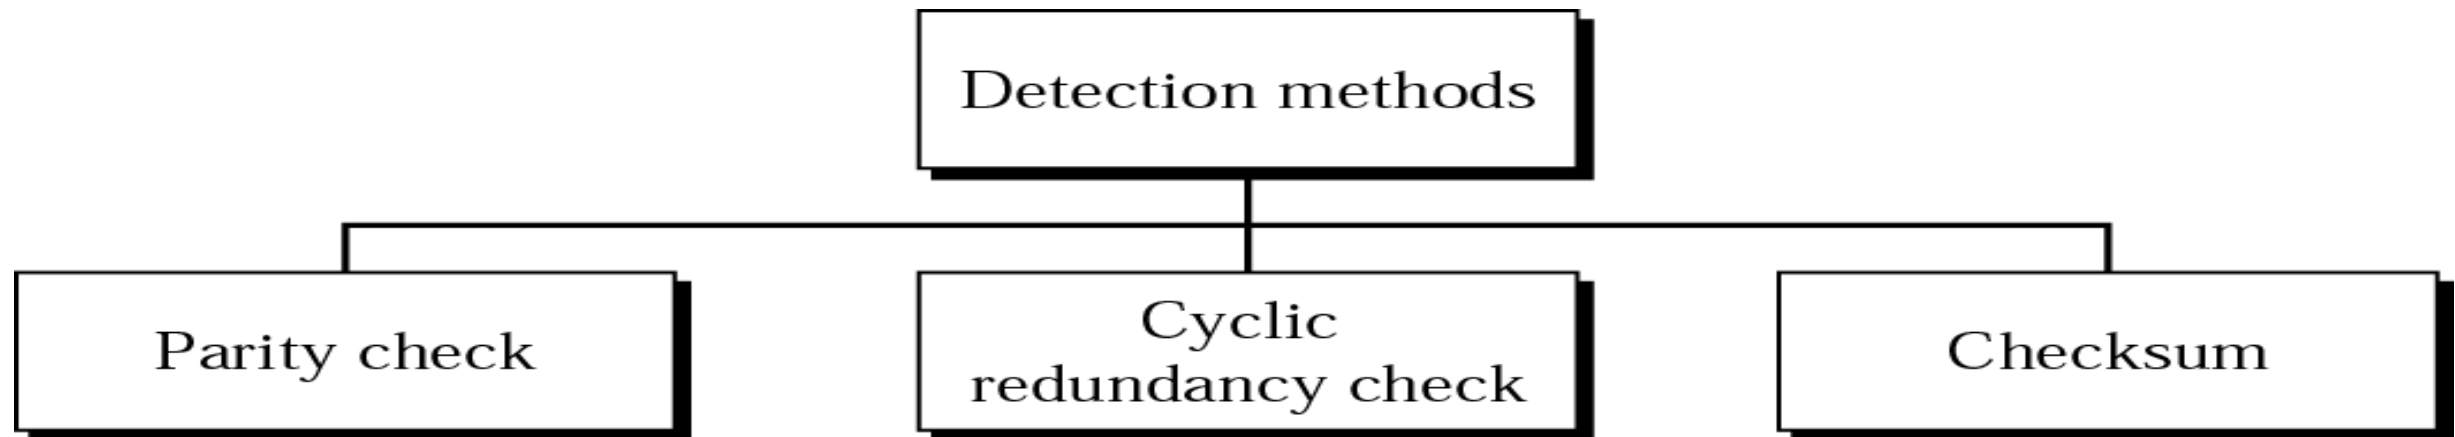 Detection methods
Parity check
Cyclic
redundancy check
Checksum